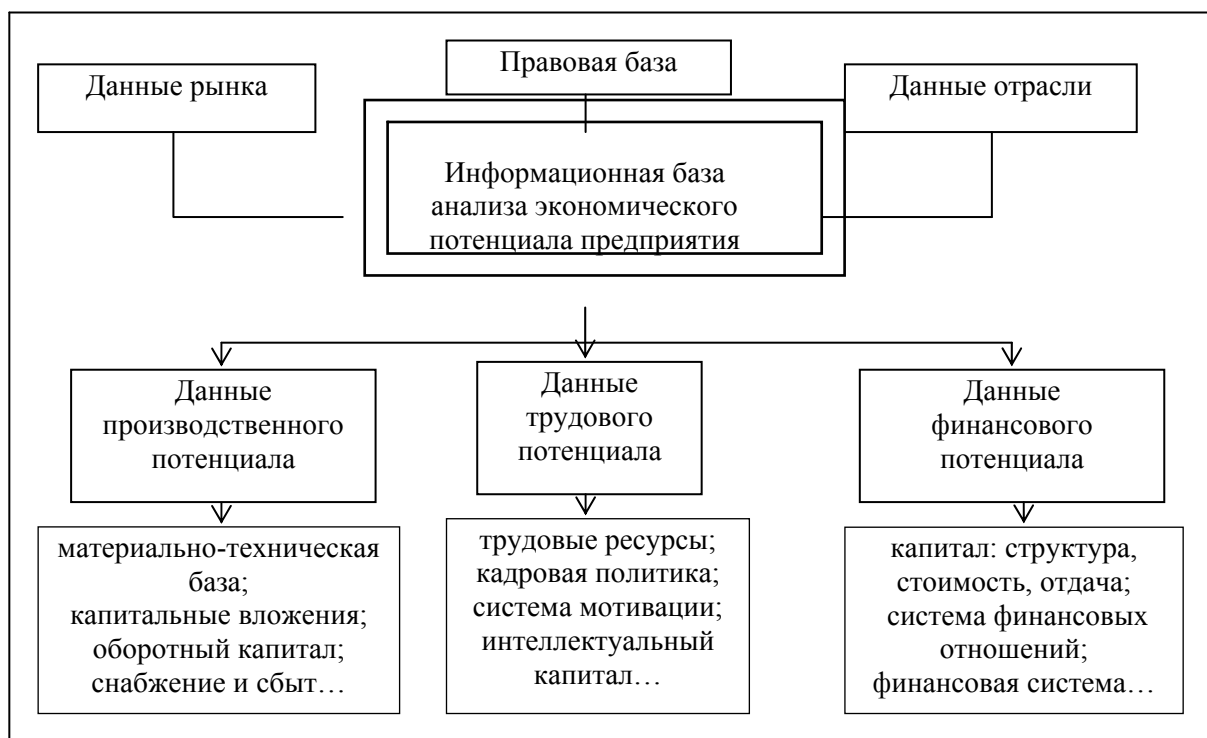 Правовая база
Данные рынка
Данные отрасли
Информационная база
анализа экономического
потенциала предприятия
Данные
производственного
потенциала
Данные
трудового
потенциала
Данные
финансового
потенциала
материально-техническая
база;
капитальные вложения;
оборотный капитал;
снабжение и сбыт…
трудовые ресурсы;
кадровая политика;
система мотивации;
интеллектуальный
капитал…
капитал: структура,
стоимость, отдача;
система финансовых
отношений;
финансовая система…